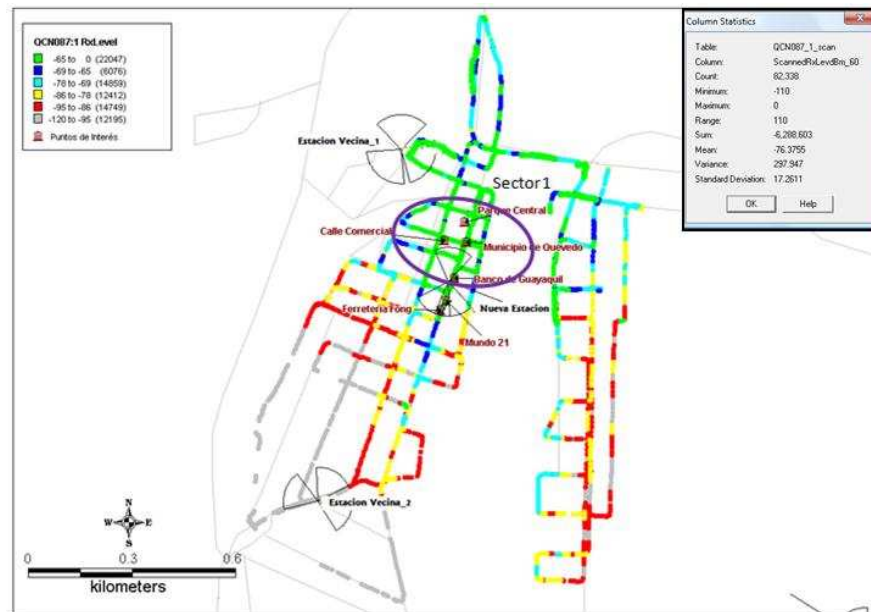 QCN087:1 RxLevel
-65 to 0 (22047)
-69 to -65 (6076)
-78 to -69 (14859)
-86 to -78 (12412)
-95 to -86 (14749)
-120 to -95 (12195)
Puntos de Interés
Column Statistics
Table: QCN087_1_scan
Column: ScannedRxLevdBm_60
Count: 82,338
Minimum: -110
Maximum: 0
Range: 110
Sum: -6,288,603
Mean: -76.3755
Variance: 297.947
Standard Deviation: 17.2611
OK Help
Estacion Vecina_1
Sector1
Parque Central
Calle Comercial
Municipio de Quevedo
Banco de Guayaquil
Ferreteria Fong
Nueva Estacion
Mundo 21
Estacion Vecina_2
N
W E
S
0 0.3 0.6
kilometers